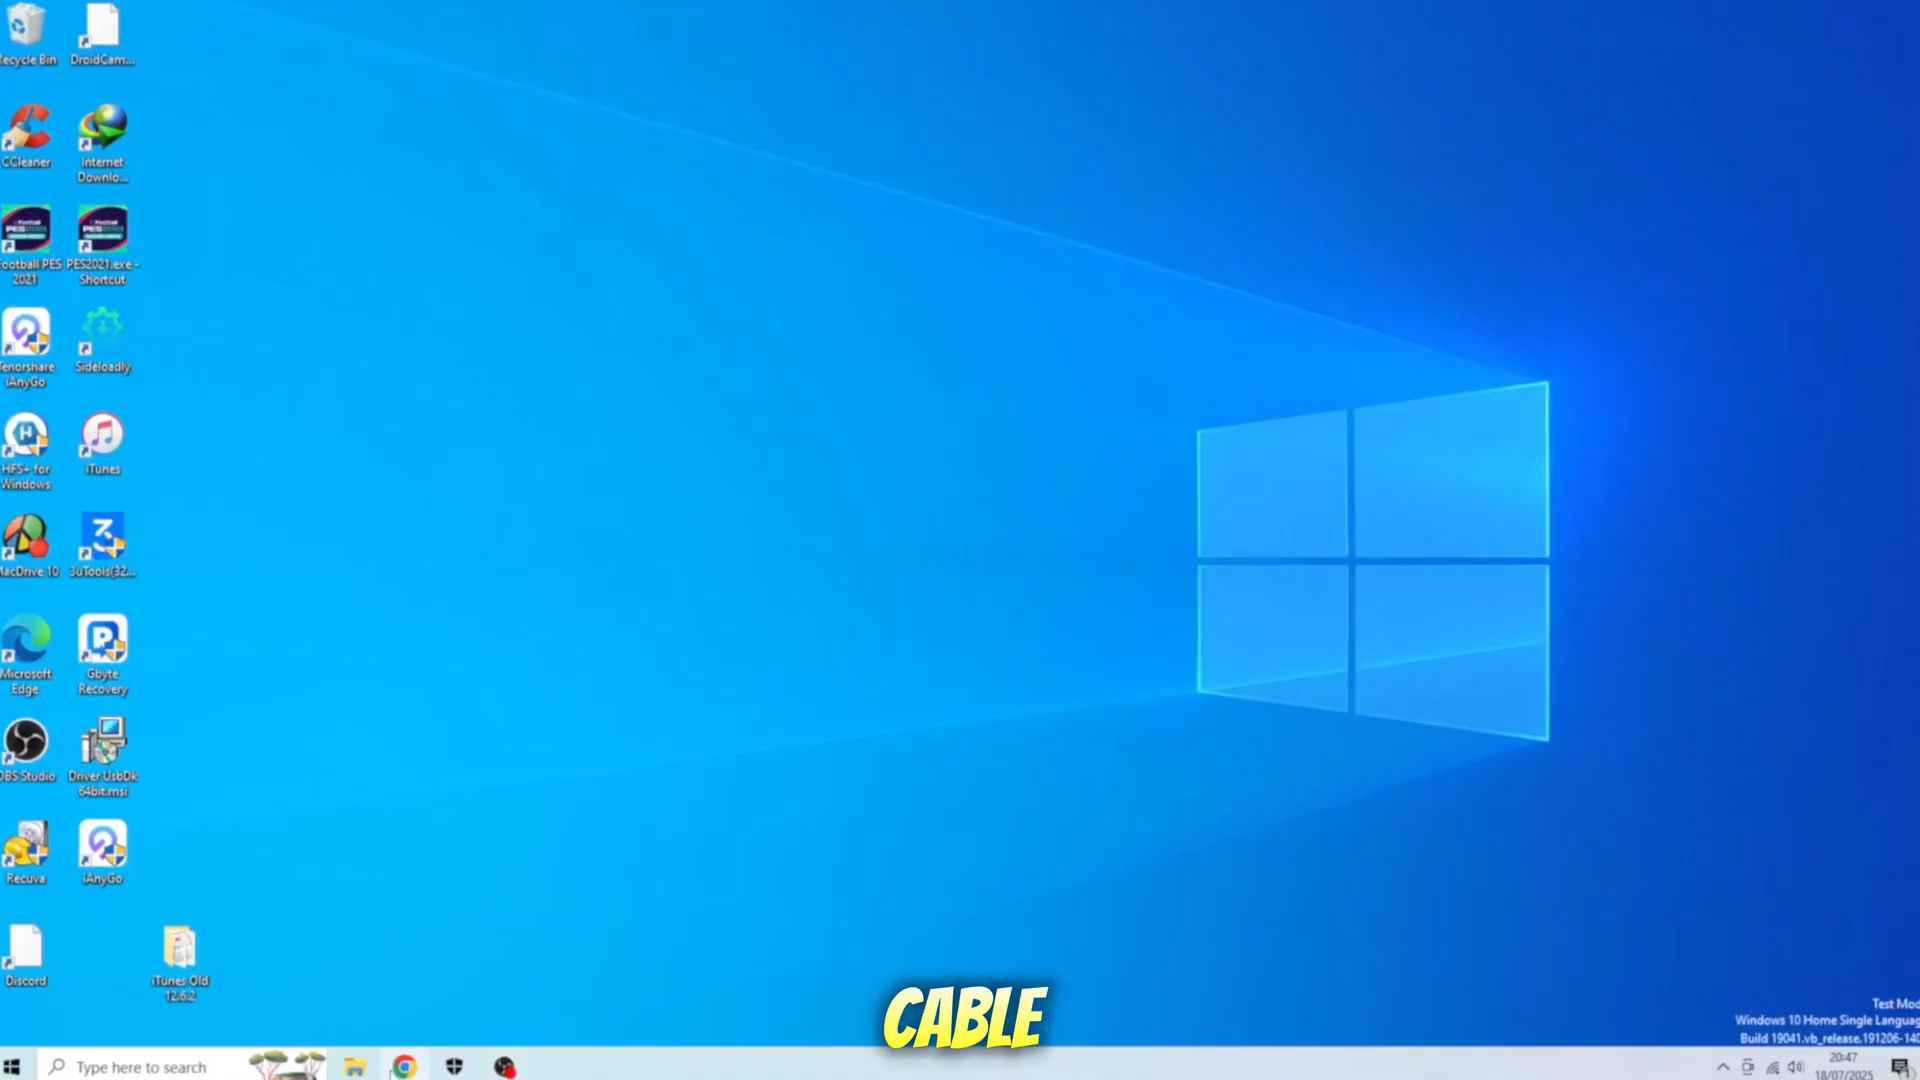 ecycle Bin
DroidCam...
CCleaner
Internet
Downlo...
Football PES
2021
PES2021.exe -
Shortcut
Tenorshare
iAnyGo
Sideloadly
HFS+ for
Windows
iTunes
MacDrive 10
3uTools(32...
Microsoft
Edge
Gbyte
Recovery
OBS Studio
Driver UsbDk
64bit.msi
Recuva
iAnyGo
Discord
iTunes Old
12.6.2
CABLE
Test Mod
Windows 10 Home Single Languag
Build 19041.vb_release.191206-140
Type here to search
20:47
18/07/2025